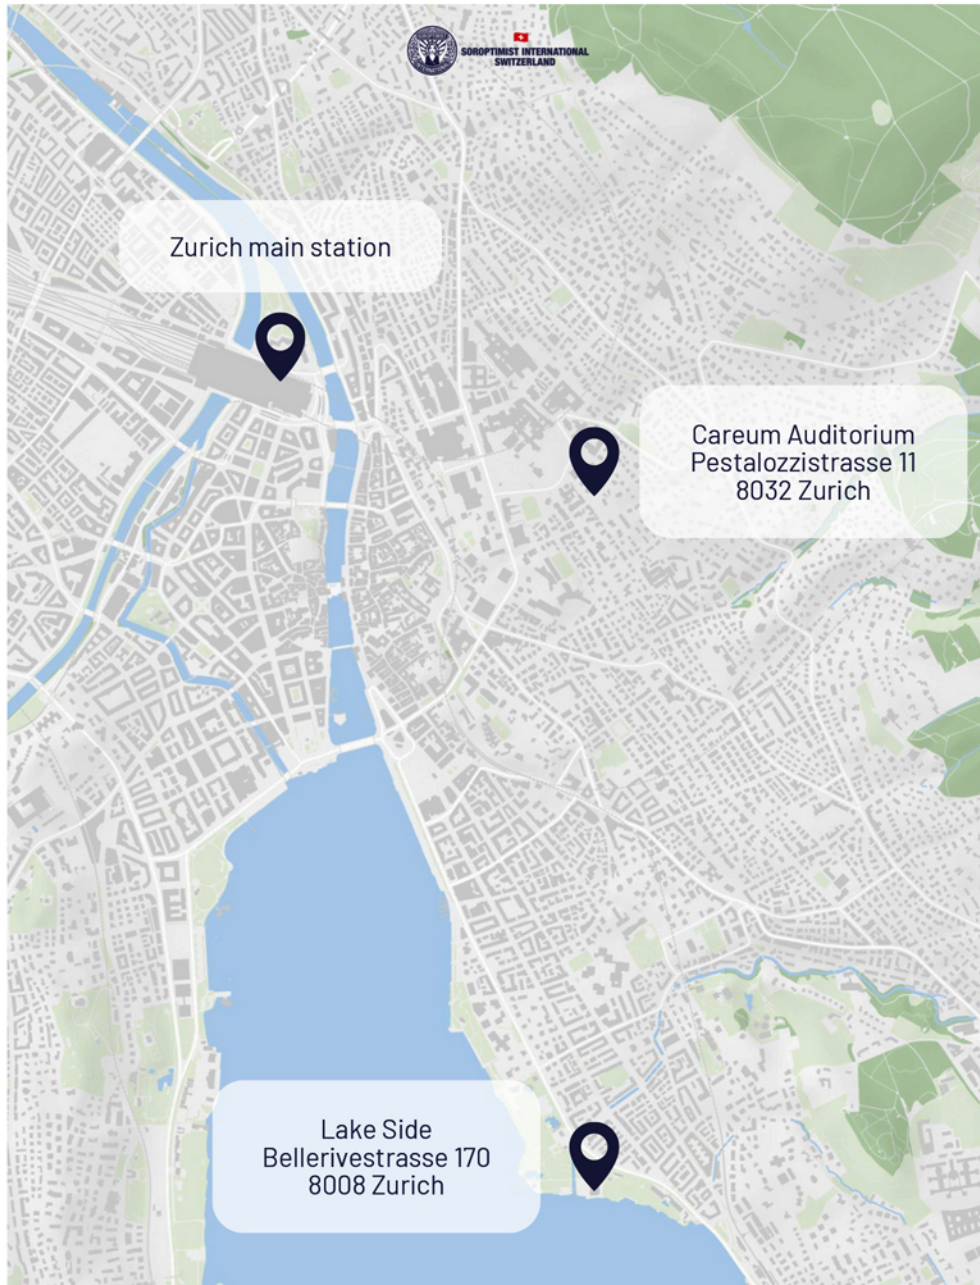 SOROPTIMIST INTERNATIONAL
SWITZERLAND
Zurich main station
Careum Auditorium
Pestalozzistrasse 11
8032 Zurich
Lake Side
Bellerivestrasse 170
8008 Zurich